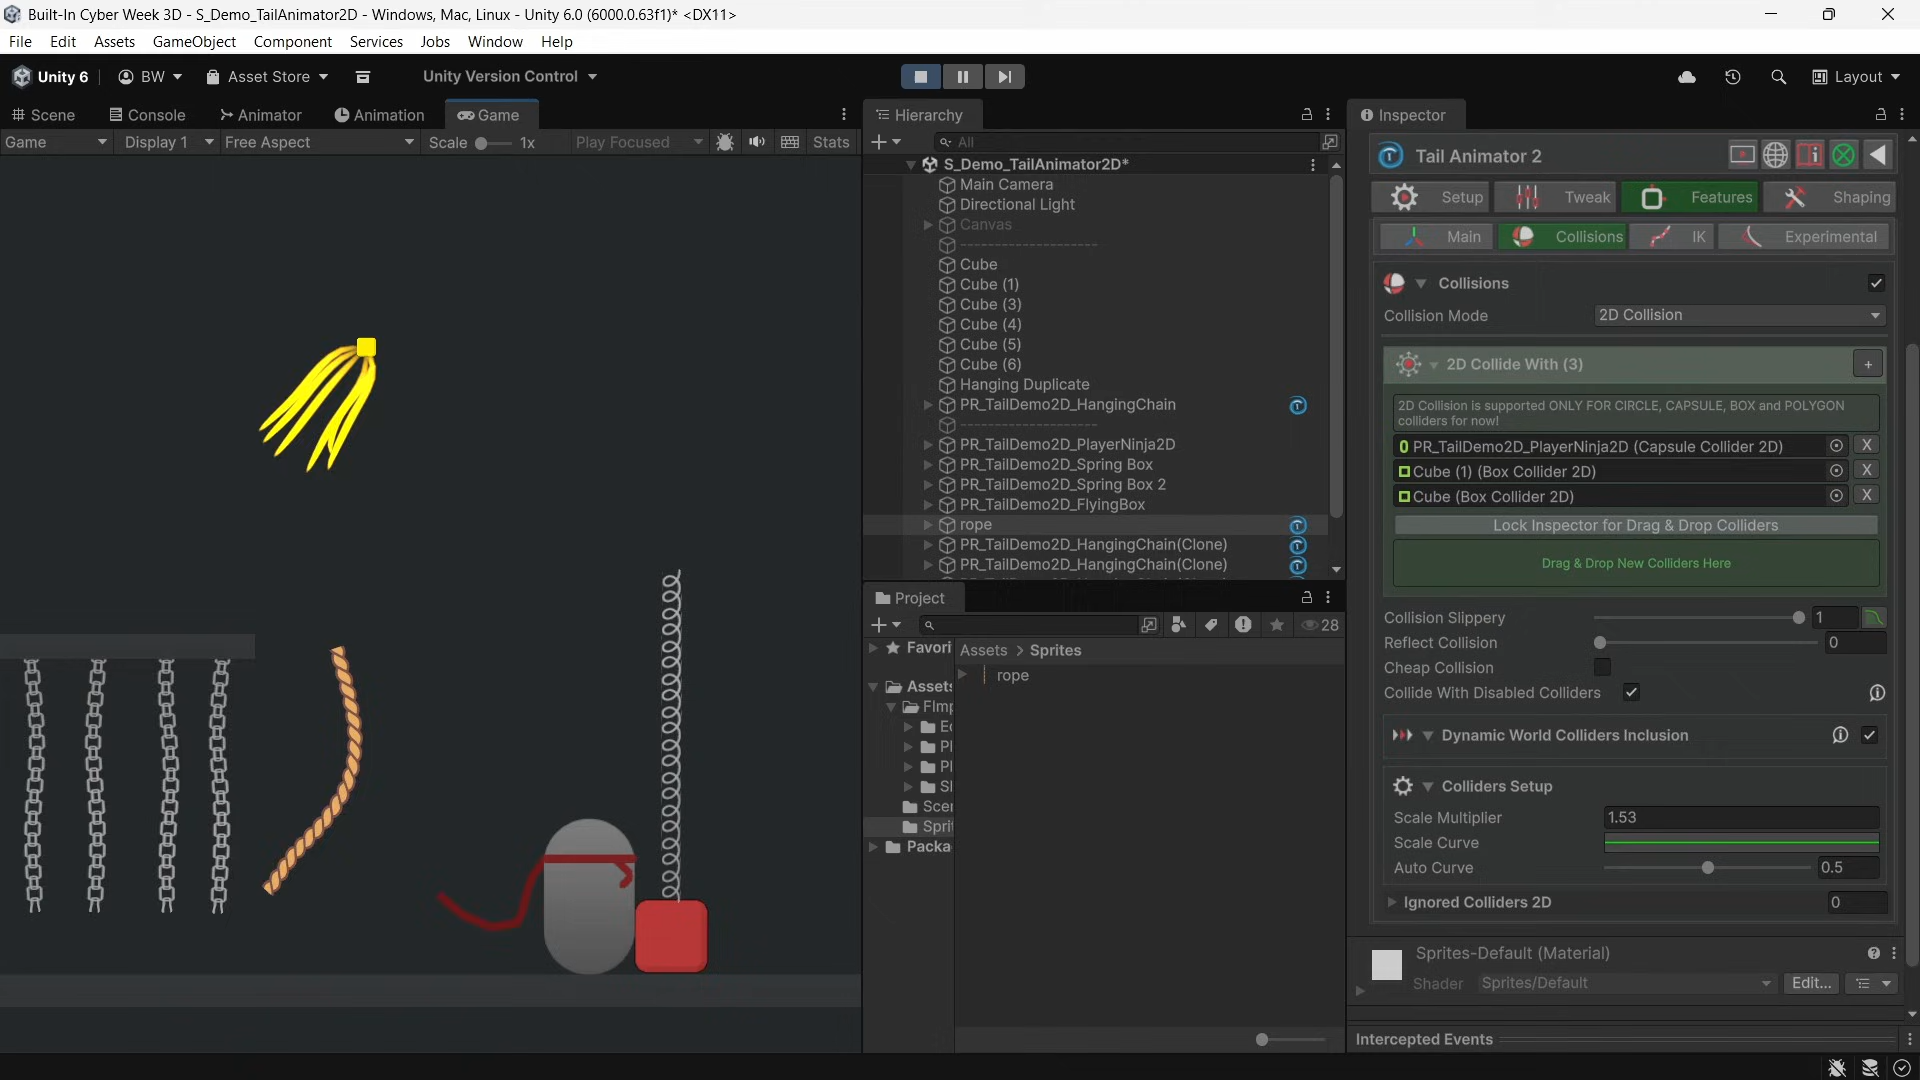 Built-In Cyber Week 3D - S_Demo_TailAnimator2D - Windows, Mac, Linux - Unity 6.0 (6000.0.63f1)* <DX11>
File Edit Assets GameObject Component Services Jobs Window Help
Unity 6 BW Asset Store Unity Version Control Layout
Scene Console Animator Animation Game
Game Display 1 Free Aspect Scale 1x Play Focused Stats
Hierarchy
All
S_Demo_TailAnimator2D*
Main Camera
Directional Light
Canvas
--------------------
Cube
Cube (1)
Cube (3)
Cube (4)
Cube (5)
Cube (6)
Hanging Duplicate
PR_TailDemo2D_HangingChain
--------------------
PR_TailDemo2D_PlayerNinja2D
PR_TailDemo2D_Spring Box
PR_TailDemo2D_Spring Box 2
PR_TailDemo2D_FlyingBox
rope
PR_TailDemo2D_HangingChain(Clone)
PR_TailDemo2D_HangingChain(Clone)
Project
28
Favori
Assets
FImp
Ed
Pl
Pl
Sl
Scer
Sprit
Packa
Assets > Sprites
rope
Inspector
Tail Animator 2
Setup Tweak Features Shaping
Main Collisions IK Experimental
Collisions
Collision Mode 2D Collision
2D Collide With (3) +
2D Collision is supported ONLY FOR CIRCLE, CAPSULE, BOX and POLYGON
colliders for now!
PR_TailDemo2D_PlayerNinja2D (Capsule Collider 2D) X
Cube (1) (Box Collider 2D) X
Cube (Box Collider 2D) X
Lock Inspector for Drag & Drop Colliders
Drag & Drop New Colliders Here
Collision Slippery 1
Reflect Collision 0
Cheap Collision
Collide With Disabled Colliders
Dynamic World Colliders Inclusion
Colliders Setup
Scale Multiplier 1.53
Scale Curve
Auto Curve 0.5
Ignored Colliders 2D 0
Sprites-Default (Material)
Shader Sprites/Default Edit...
Intercepted Events